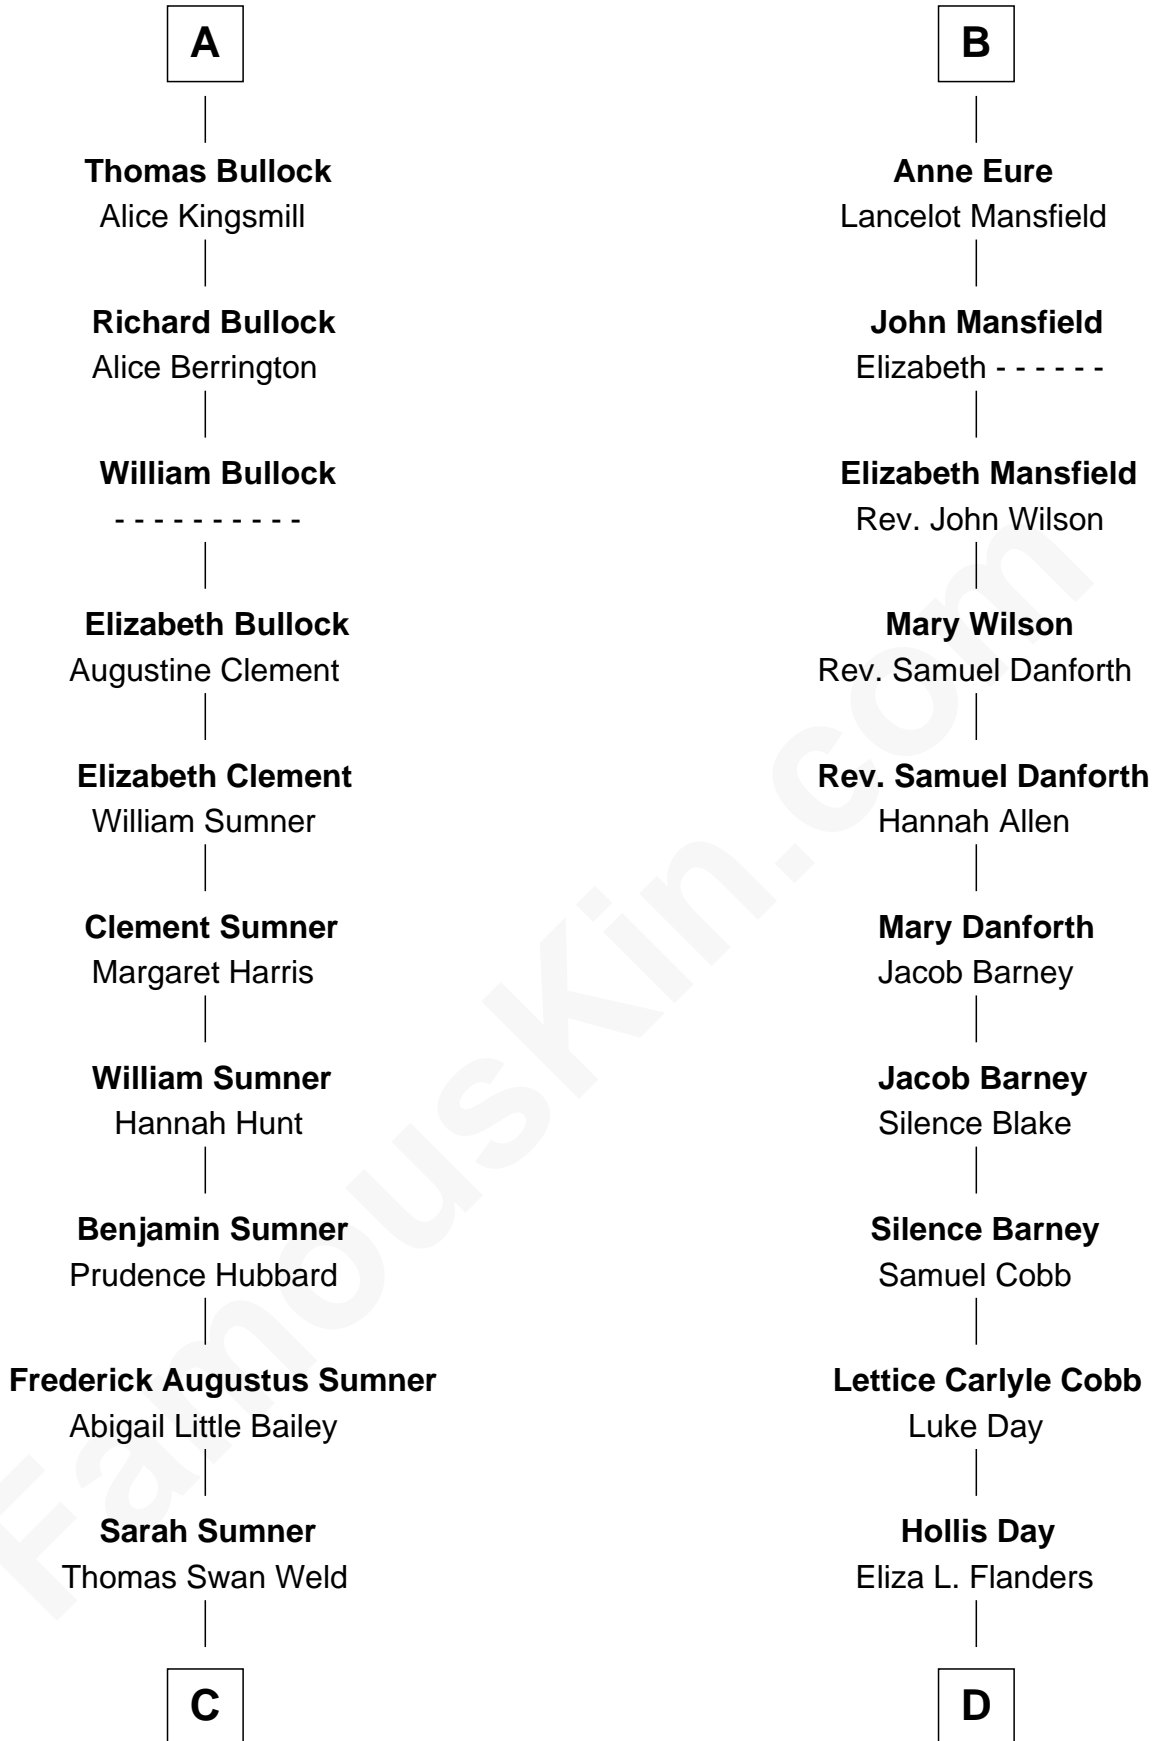 A
Thomas Bullock
Alice Kingsmill
Richard Bullock
Alice Berrington
William Bullock
- - - - - - - - - -
Elizabeth Bullock
Augustine Clement
Elizabeth Clement
William Sumner
Clement Sumner
Margaret Harris
William Sumner
Hannah Hunt
Benjamin Sumner
Prudence Hubbard
Frederick Augustus Sumner
Abigail Little Bailey
Sarah Sumner
Thomas Swan Weld
C
B
Anne Eure
Lancelot Mansfield
John Mansfield
Elizabeth - - - - - -
Elizabeth Mansfield
Rev. John Wilson
Mary Wilson
Rev. Samuel Danforth
Rev. Samuel Danforth
Hannah Allen
Mary Danforth
Jacob Barney
Jacob Barney
Silence Blake
Silence Barney
Samuel Cobb
Lettice Carlyle Cobb
Luke Day
Hollis Day
Eliza L. Flanders
D
FamousKin.com